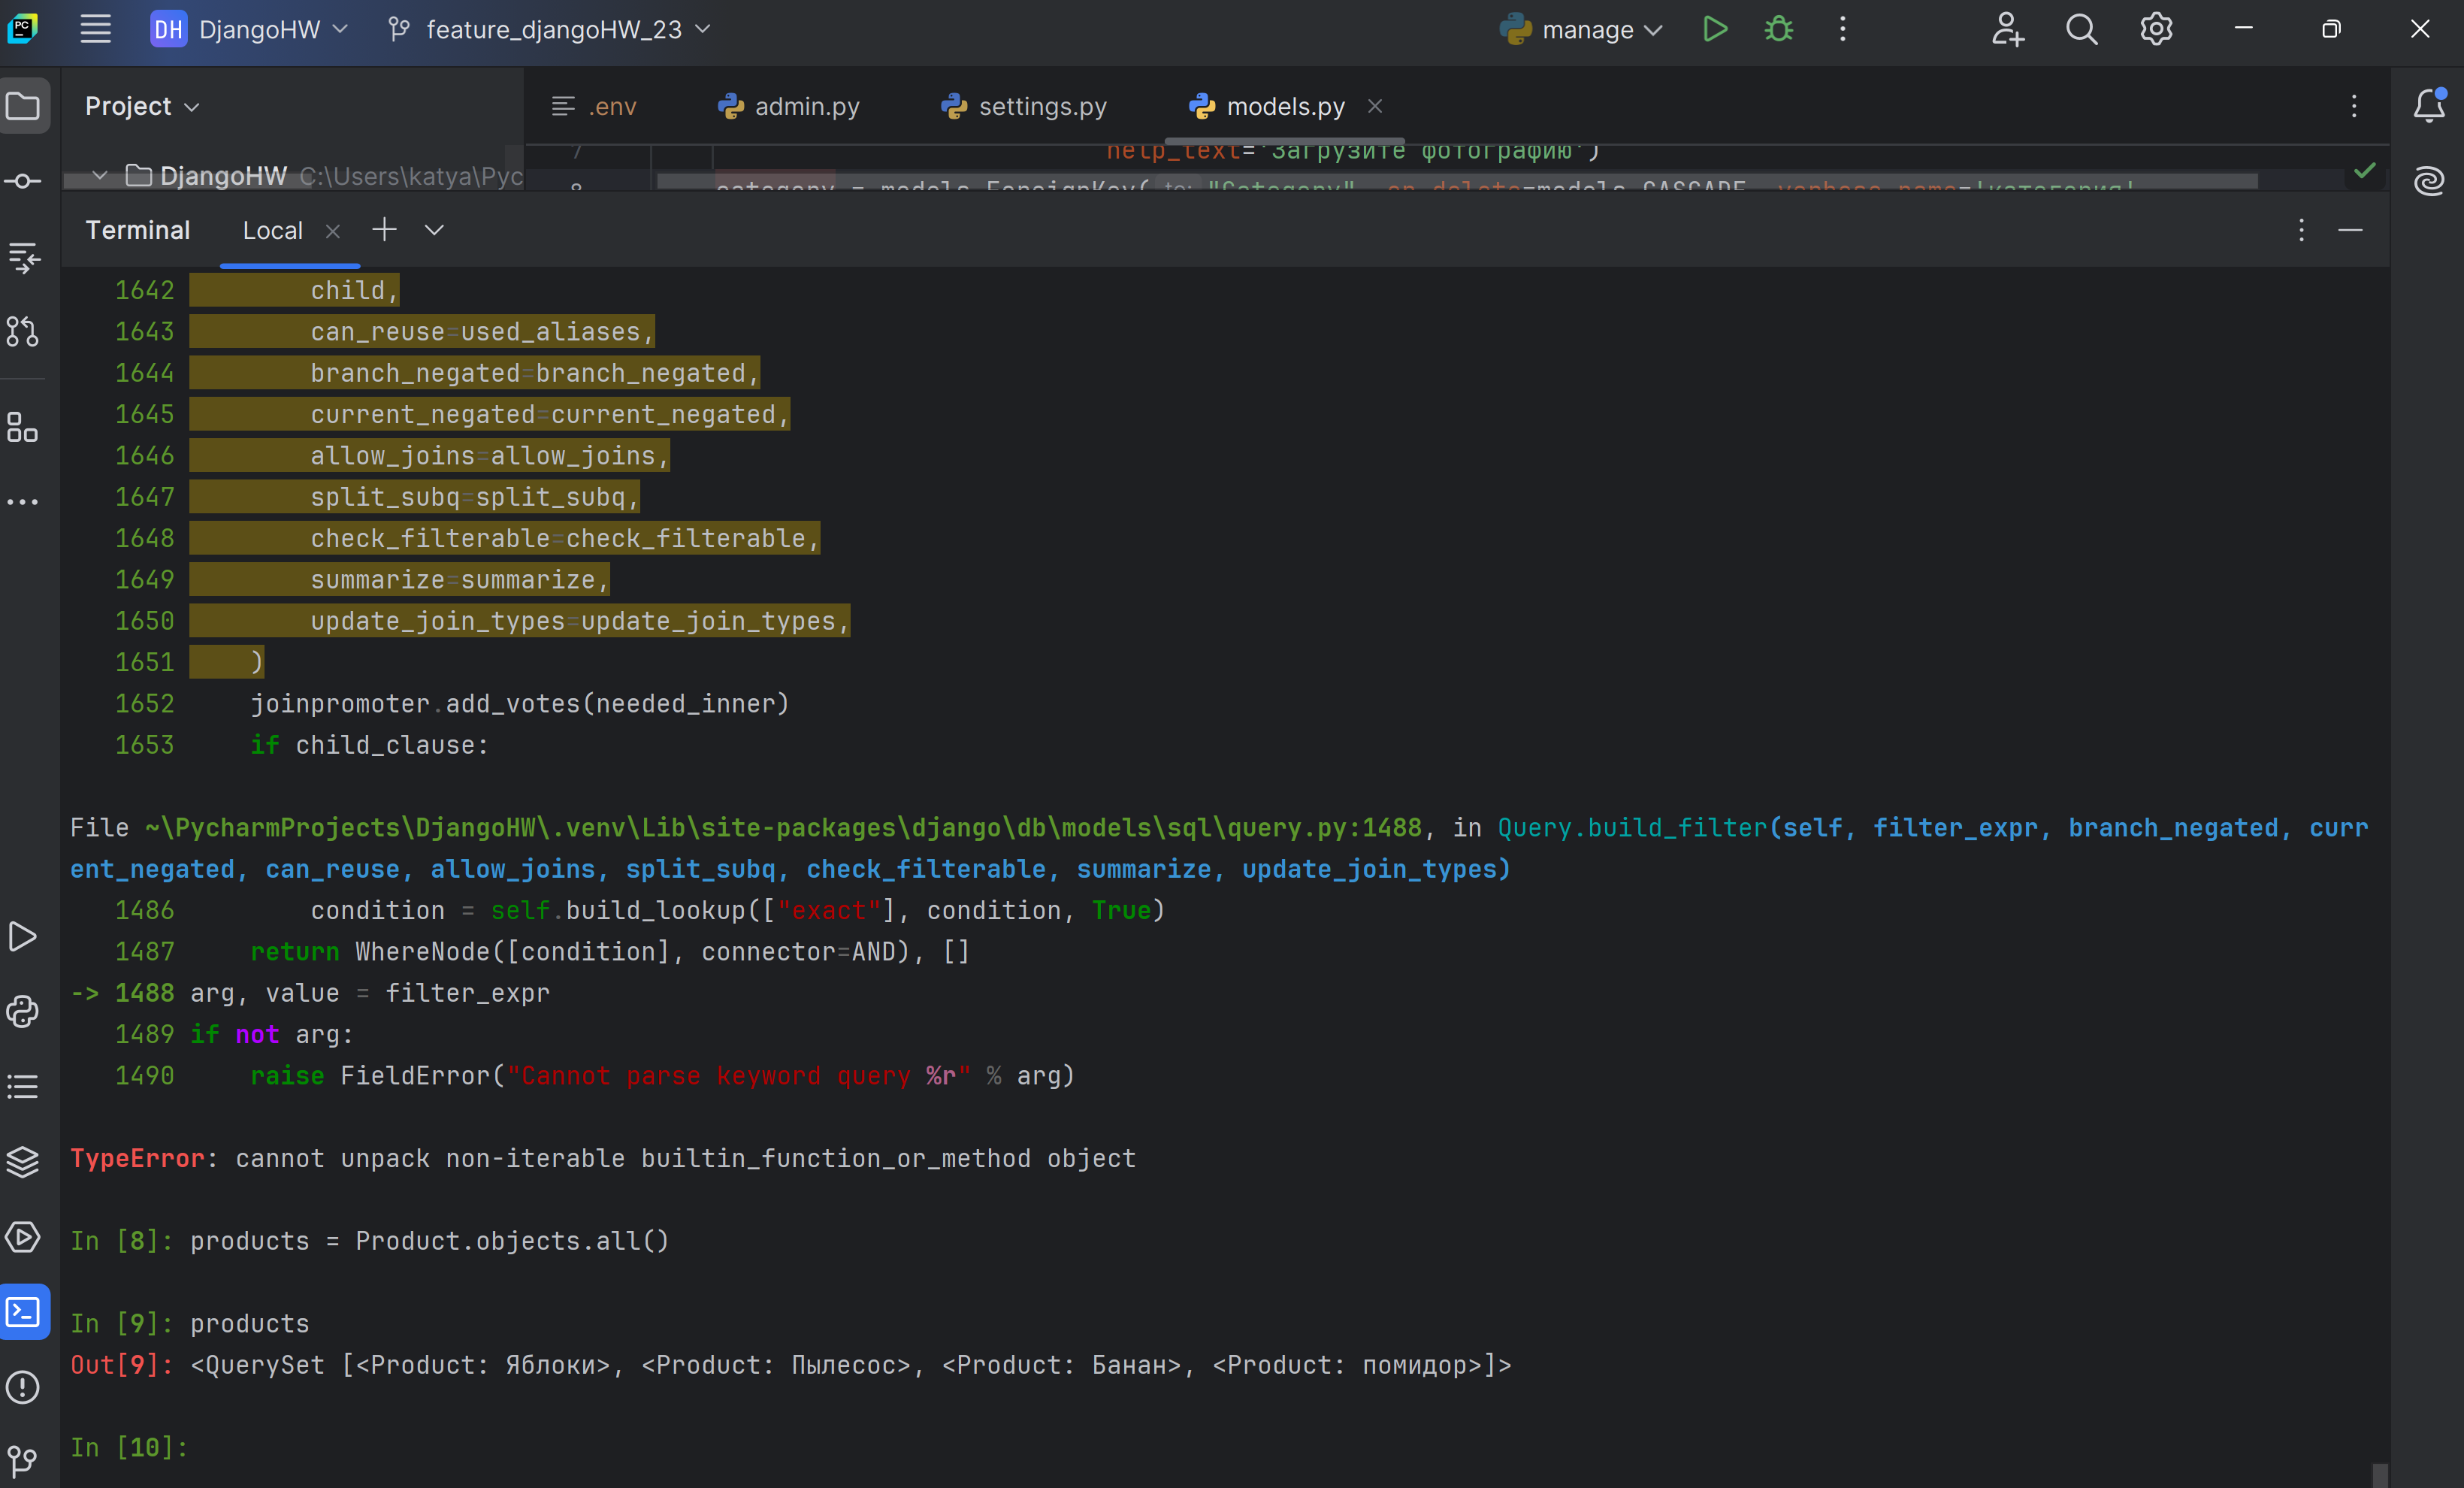 PC
DH DjangoHW feature_djangoHW_23 manage
Project .env admin.py settings.py models.py
7 help_text='Загрузите фотографию')
DjangoHW C:\Users\katya\Pyc
8 category = models.ForeignKey( to: "Category", on_delete=models.CASCADE, verbose_name='категория',
Terminal Local
1642 child,
1643 can_reuse=used_aliases,
1644 branch_negated=branch_negated,
1645 current_negated=current_negated,
1646 allow_joins=allow_joins,
1647 split_subq=split_subq,
1648 check_filterable=check_filterable,
1649 summarize=summarize,
1650 update_join_types=update_join_types,
1651 )
1652 joinpromoter.add_votes(needed_inner)
1653 if child_clause:
File ~\PycharmProjects\DjangoHW\.venv\Lib\site-packages\django\db\models\sql\query.py:1488, in Query.build_filter(self, filter_expr, branch_negated, curr
ent_negated, can_reuse, allow_joins, split_subq, check_filterable, summarize, update_join_types)
1486 condition = self.build_lookup(["exact"], condition, True)
1487 return WhereNode([condition], connector=AND), []
-> 1488 arg, value = filter_expr
1489 if not arg:
1490 raise FieldError("Cannot parse keyword query %r" % arg)
TypeError: cannot unpack non-iterable builtin_function_or_method object
In [8]: products = Product.objects.all()
In [9]: products
Out[9]: <QuerySet [<Product: Яблоки>, <Product: Пылесос>, <Product: Банан>, <Product: помидор>]>
In [10]: